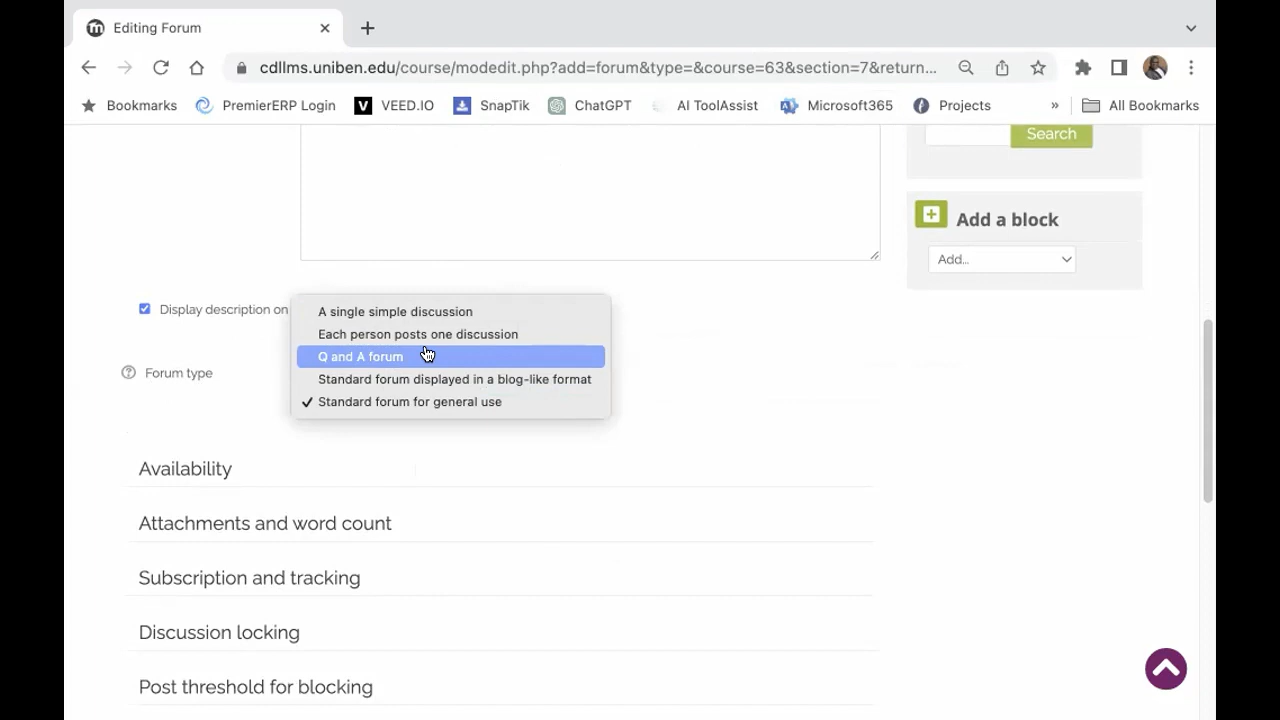 Editing Forum
cdllms.uniben.edu/course/modedit.php?add=forum&type=&course=63&section=7&return...
Bookmarks PremierERP Login VEED.IO SnapTik ChatGPT AI ToolAssist Microsoft365 Projects » All Bookmarks
Search
Add a block
Add...
Display description on
A single simple discussion
Each person posts one discussion
Q and A forum
Standard forum displayed in a blog-like format
Standard forum for general use
Forum type
Availability
Attachments and word count
Subscription and tracking
Discussion locking
Post threshold for blocking